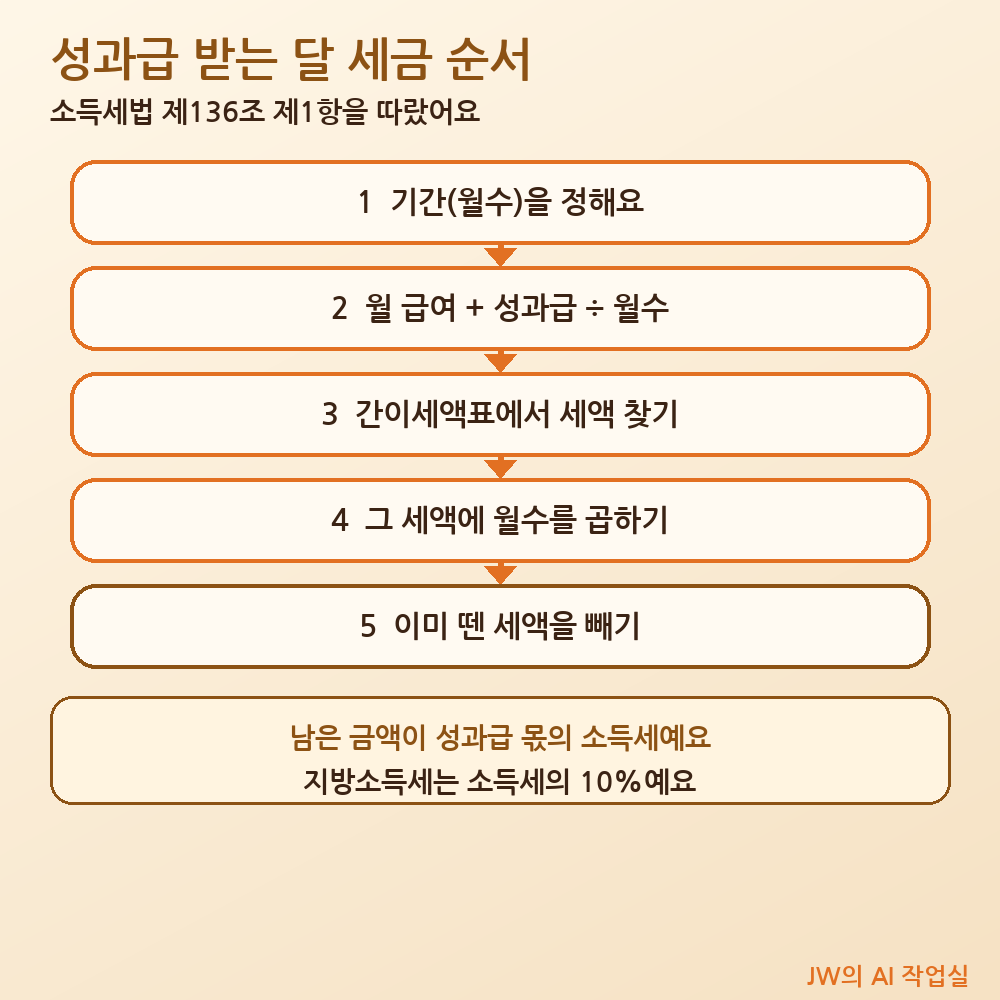 성과급 받는 달 세금 순서
소득세법 제136조 제1항을 따랐어요
1 기간(월수)을 정해요
2 월 급여 + 성과급 ÷ 월수
3 간이세액표에서 세액 찾기
4 그 세액에 월수를 곱하기
5 이미 뗀 세액을 빼기
남은 금액이 성과급 몫의 소득세예요
지방소득세는 소득세의 10%예요
JW의 AI 작업실